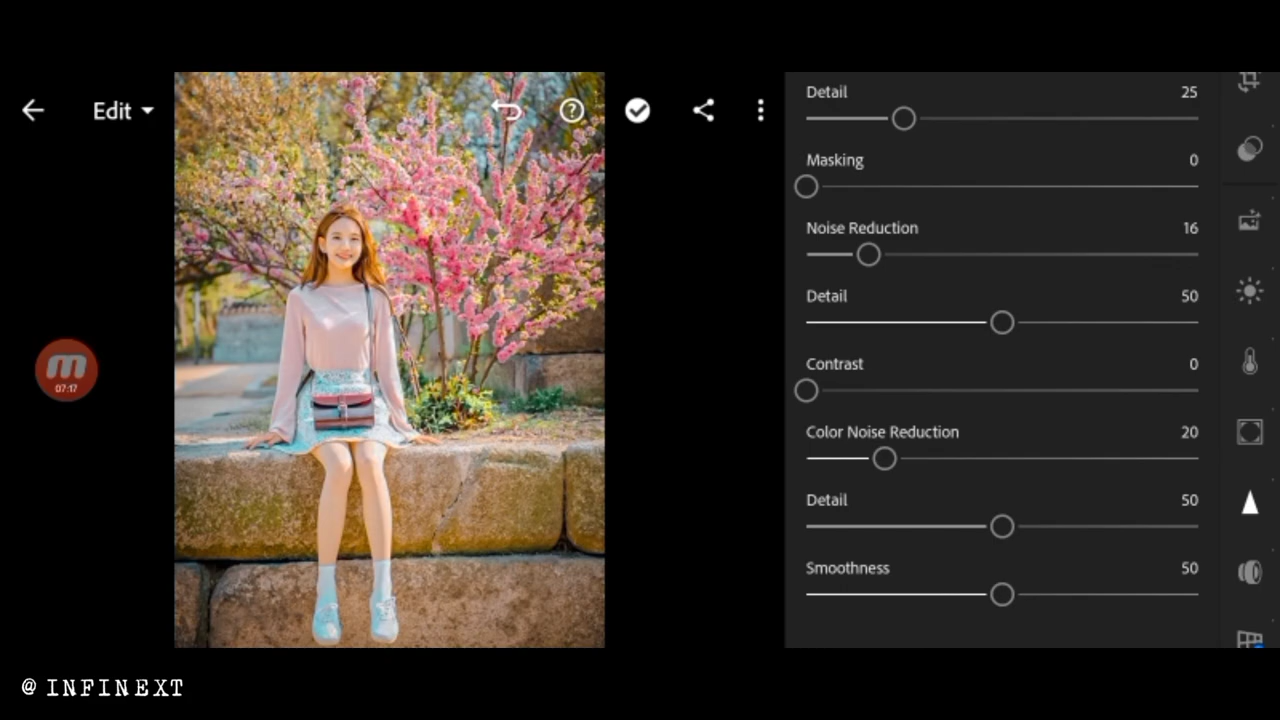 Edit
Detail 25
Masking 0
Noise Reduction 16
Detail 50
Contrast 0
Color Noise Reduction 20
Detail 50
Smoothness 50
07:17
@ INFINEXT